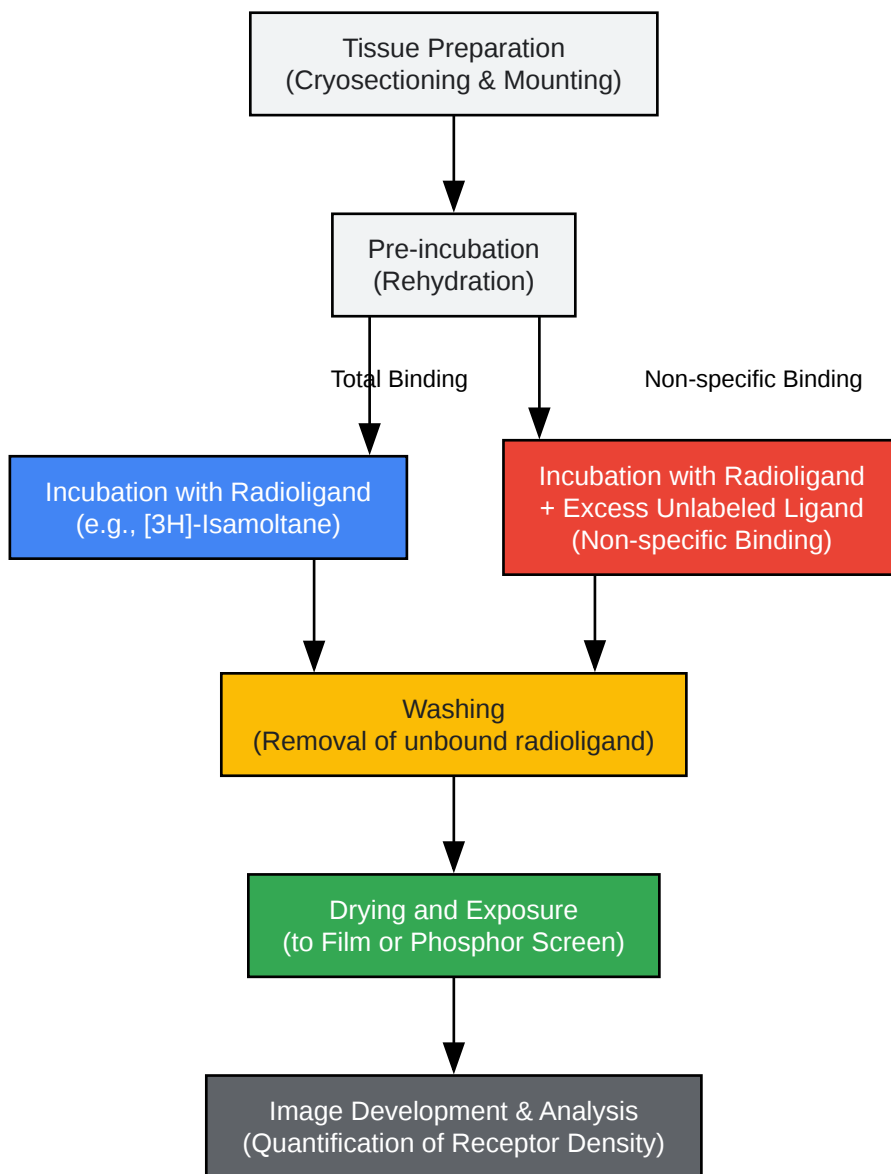 Tissue Preparation
(Cryosectioning & Mounting)
Pre-incubation
(Rehydration)
Total Binding
Non-specific Binding
Incubation with Radioligand
(e.g., [3H]-Isamoltane)
Incubation with Radioligand
+ Excess Unlabeled Ligand
(Non-specific Binding)
Washing
(Removal of unbound radioligand)
Drying and Exposure
(to Film or Phosphor Screen)
Image Development & Analysis
(Quantification of Receptor Density)